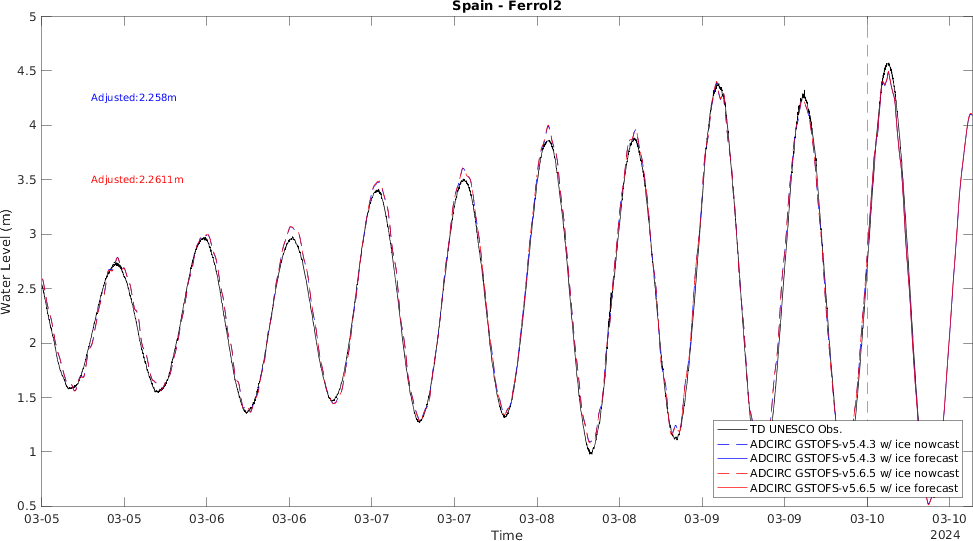 Spain - Ferrol2
5
4.5
4
3.5
3
2.5
2
1.5
1
0.5
Water Level (m)
Adjusted:2.258m
Adjusted:2.2611m
TD UNESCO Obs.
ADCIRC GSTOFS-v5.4.3 w/ ice nowcast
ADCIRC GSTOFS-v5.4.3 w/ ice forecast
ADCIRC GSTOFS-v5.6.5 w/ ice nowcast
ADCIRC GSTOFS-v5.6.5 w/ ice forecast
03-05 03-05 03-06 03-06 03-07 03-07 03-08 03-08 03-09 03-09 03-10 03-10
Time
2024